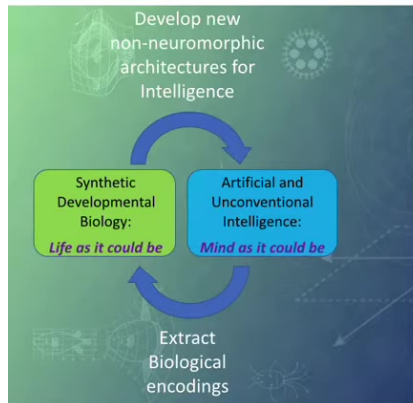 Develop new
non-neuromorphic
architectures for
Intelligence
Synthetic
Developmental
Biology:
Life as it could be
Artificial and
Unconventional
Intelligence:
Mind as it could be
Extract
Biological
encodings